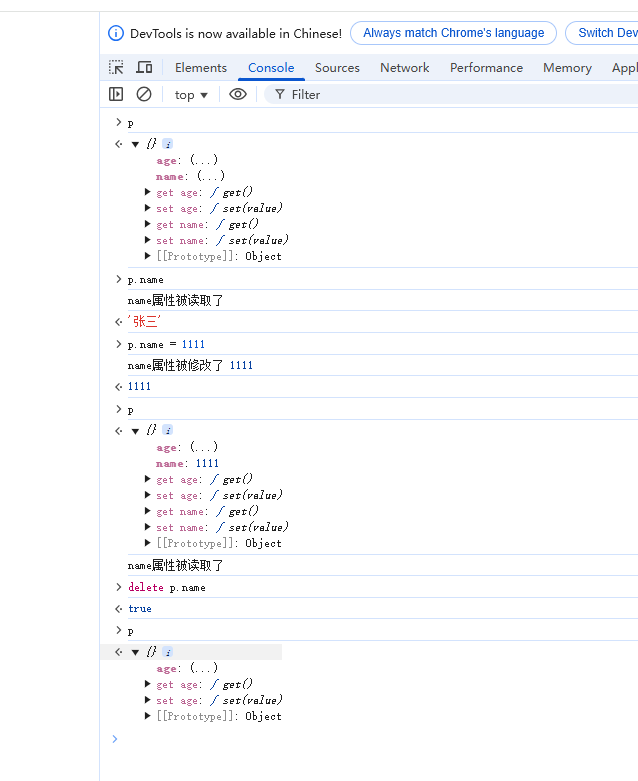 DevTools is now available in Chinese! Always match Chrome's language Switch Dev
Elements Console Sources Network Performance Memory Appl
top Filter
p
{}
age: (...)
name: (...)
get age: ƒ get()
set age: ƒ set(value)
get name: ƒ get()
set name: ƒ set(value)
[[Prototype]]: Object
p.name
name属性被读取了
'张三'
p.name = 1111
name属性被修改了 1111
1111
p
{}
age: (...)
name: 1111
get age: ƒ get()
set age: ƒ set(value)
get name: ƒ get()
set name: ƒ set(value)
[[Prototype]]: Object
name属性被读取了
delete p.name
true
p
{}
age: (...)
get age: ƒ get()
set age: ƒ set(value)
[[Prototype]]: Object